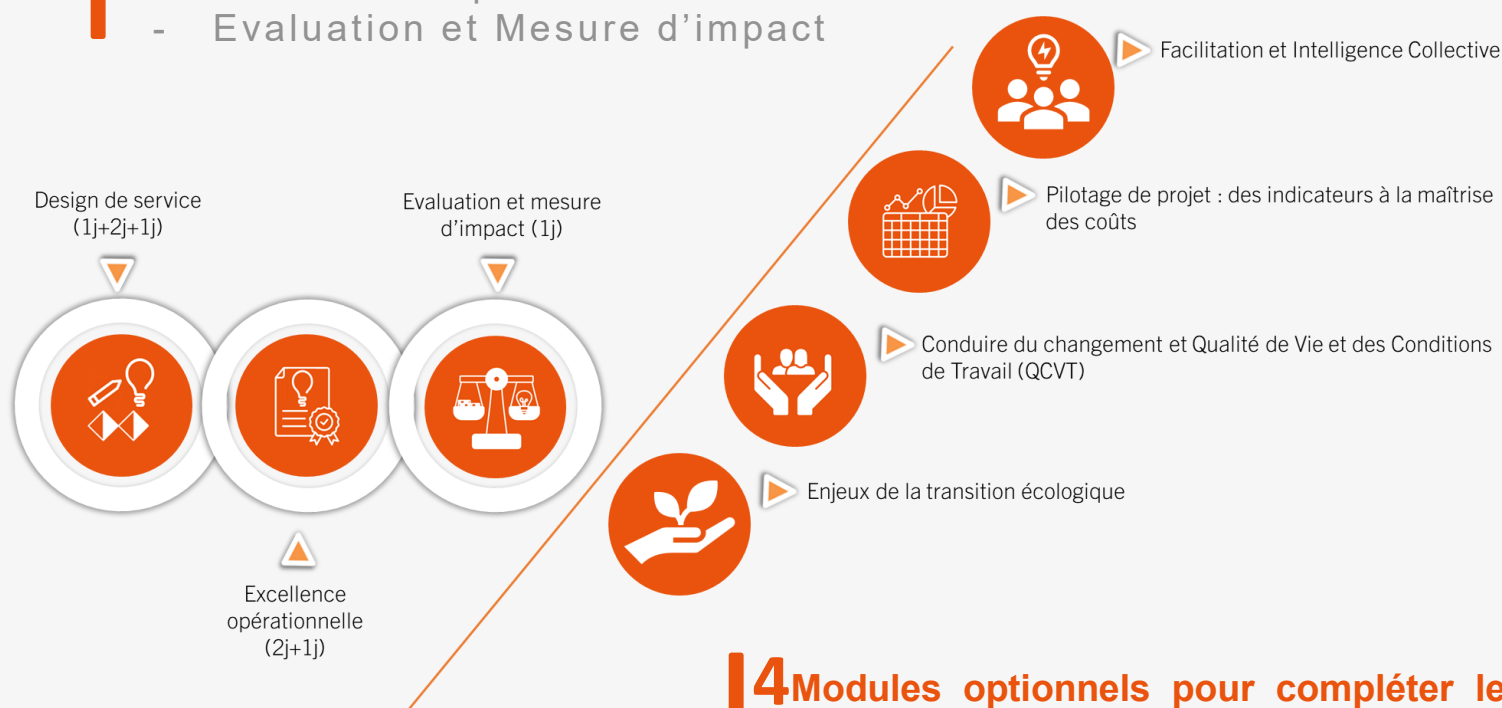 - Evaluation et Mesure d’impact
Facilitation et Intelligence Collective
Design de service
(1j+2j+1j)
Evaluation et mesure
d’impact (1j)
Pilotage de projet : des indicateurs à la maîtrise
des coûts
Conduire du changement et Qualité de Vie et des Conditions
de Travail (QCVT)
Enjeux de la transition écologique
Excellence
opérationnelle
(2j+1j)
4 Modules optionnels pour compléter le